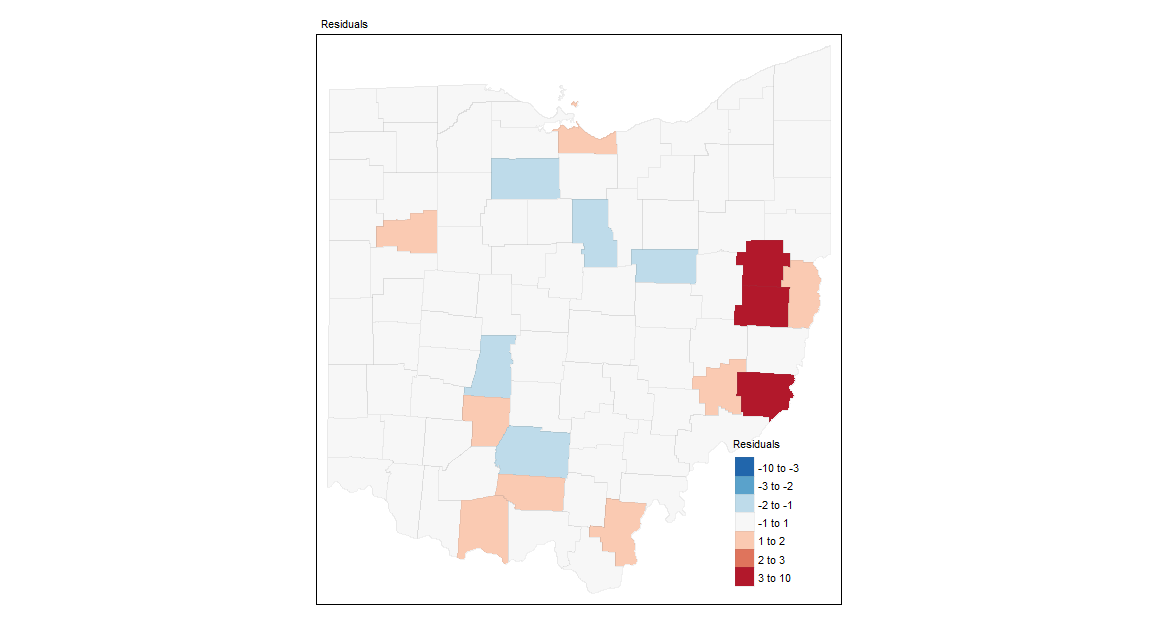 Residuals
Residuals
-10 to -3
-3 to -2
-2 to -1
-1 to 1
1 to 2
2 to 3
3 to 10